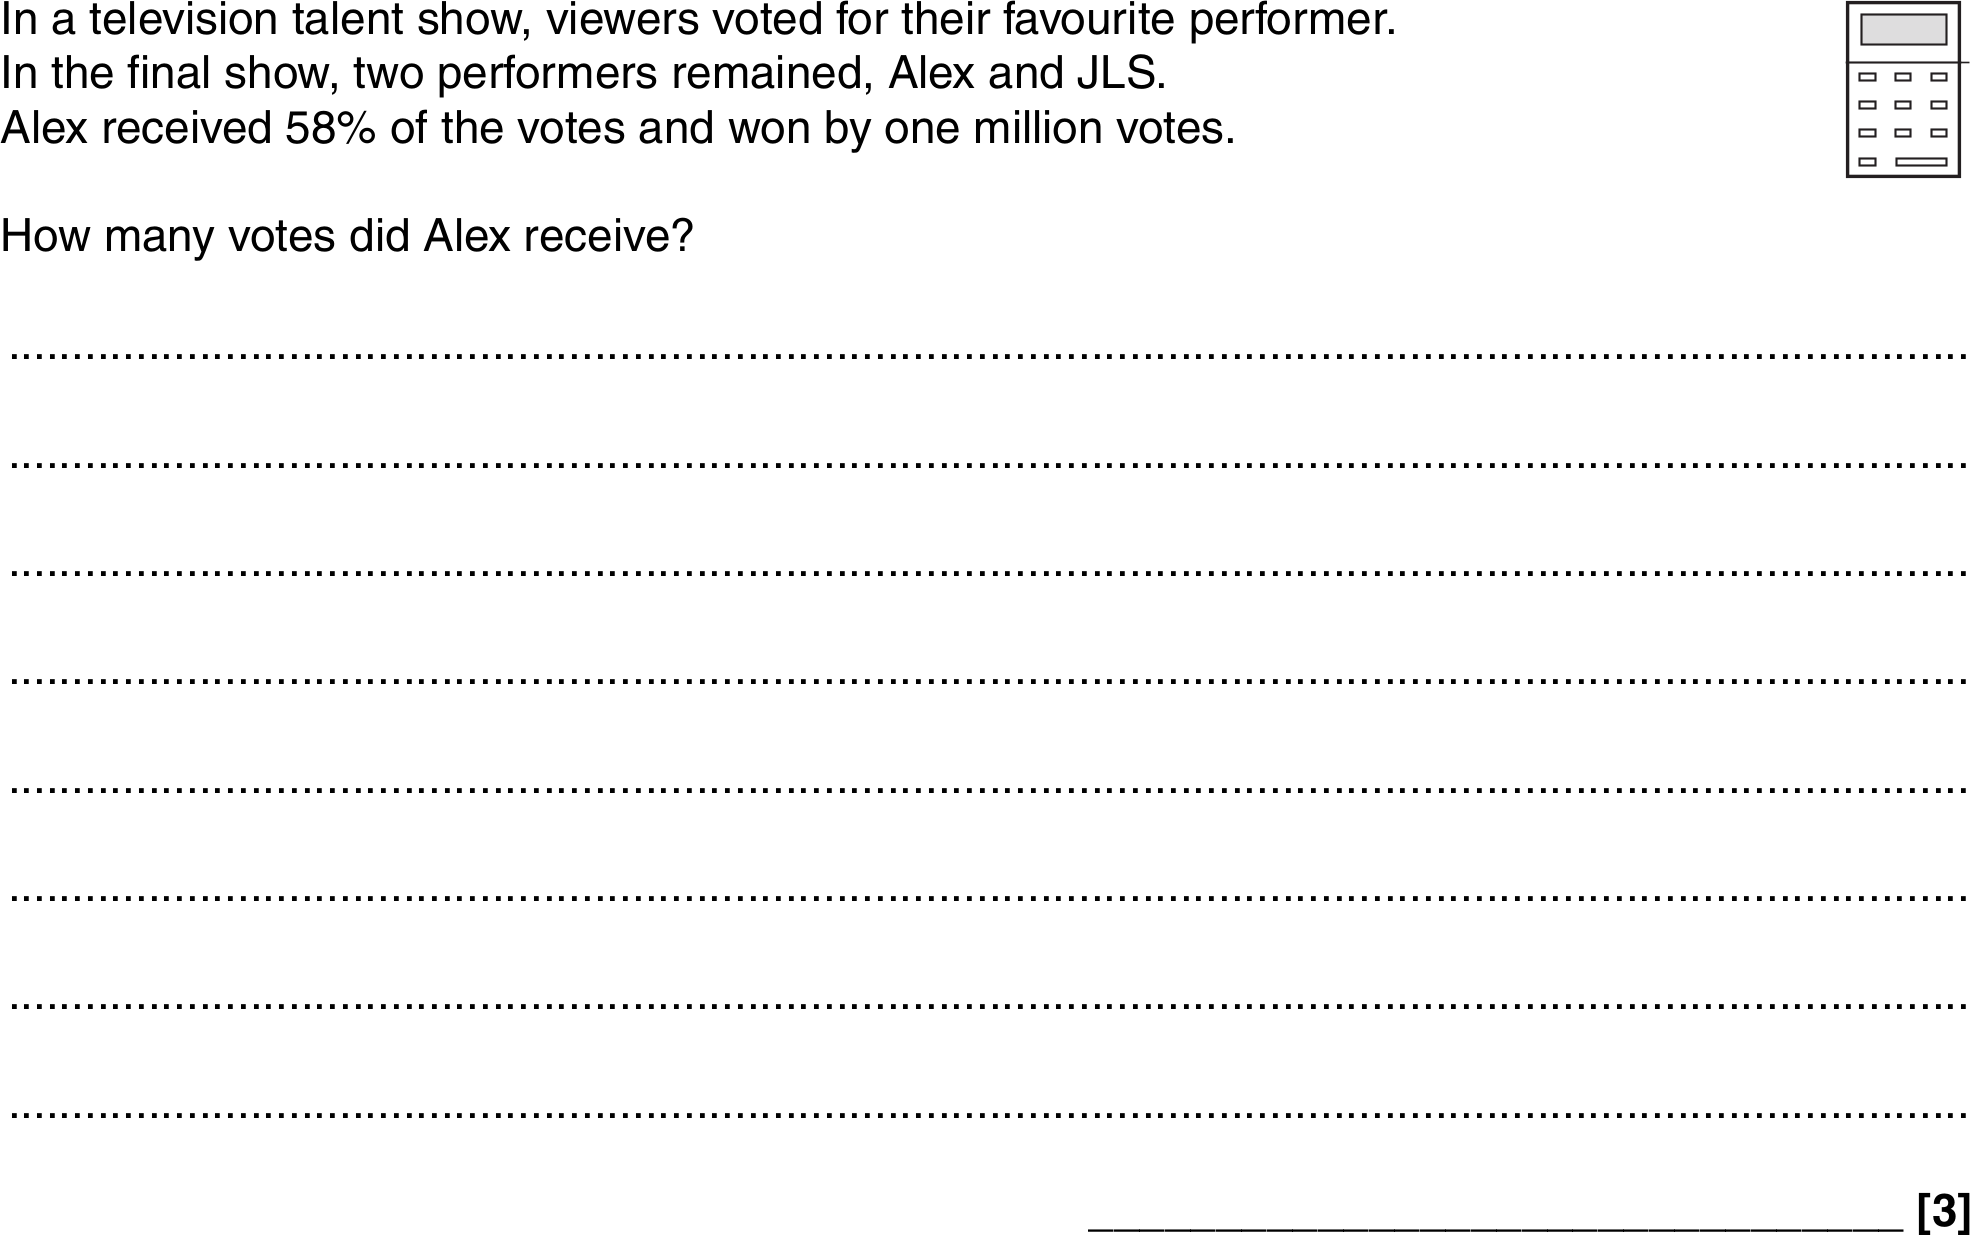 In a television talent show, viewers voted for their favourite performer.
In the final show, two performers remained, Alex and JLS.
Alex received 58% of the votes and won by one million votes.
How many votes did Alex receive?
[3]